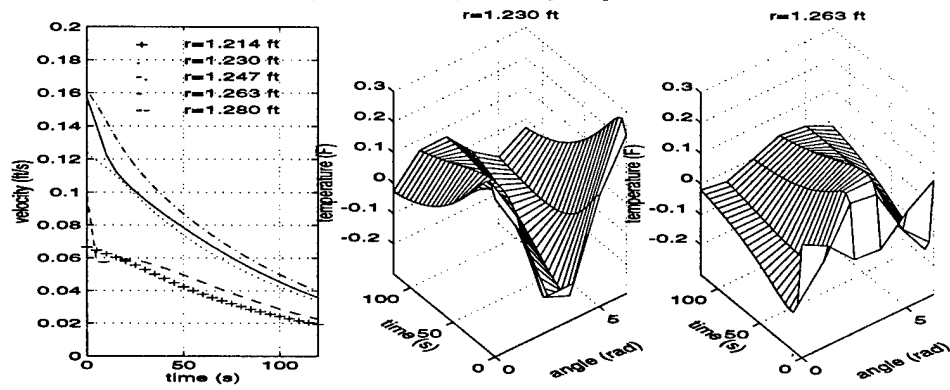 r=1.230 ft
r=1.263 ft
0.2
0.18
0.16
0.14
0.12
0.1
0.08
0.06
0.04
0.02
0
velocity (ft/s)
r=1.214 ft
r=1.230 ft
r=1.247 ft
r=1.263 ft
r=1.280 ft
0
50
100
time (s)
0.3
0.2
0.1
0
-0.1
-0.2
temperature (F)
100
50
0
time (s)
0
5
angle (rad)
0.3
0.2
0.1
0
-0.1
-0.2
temperature (F)
100
50
0
time (s)
0
5
angle (rad)